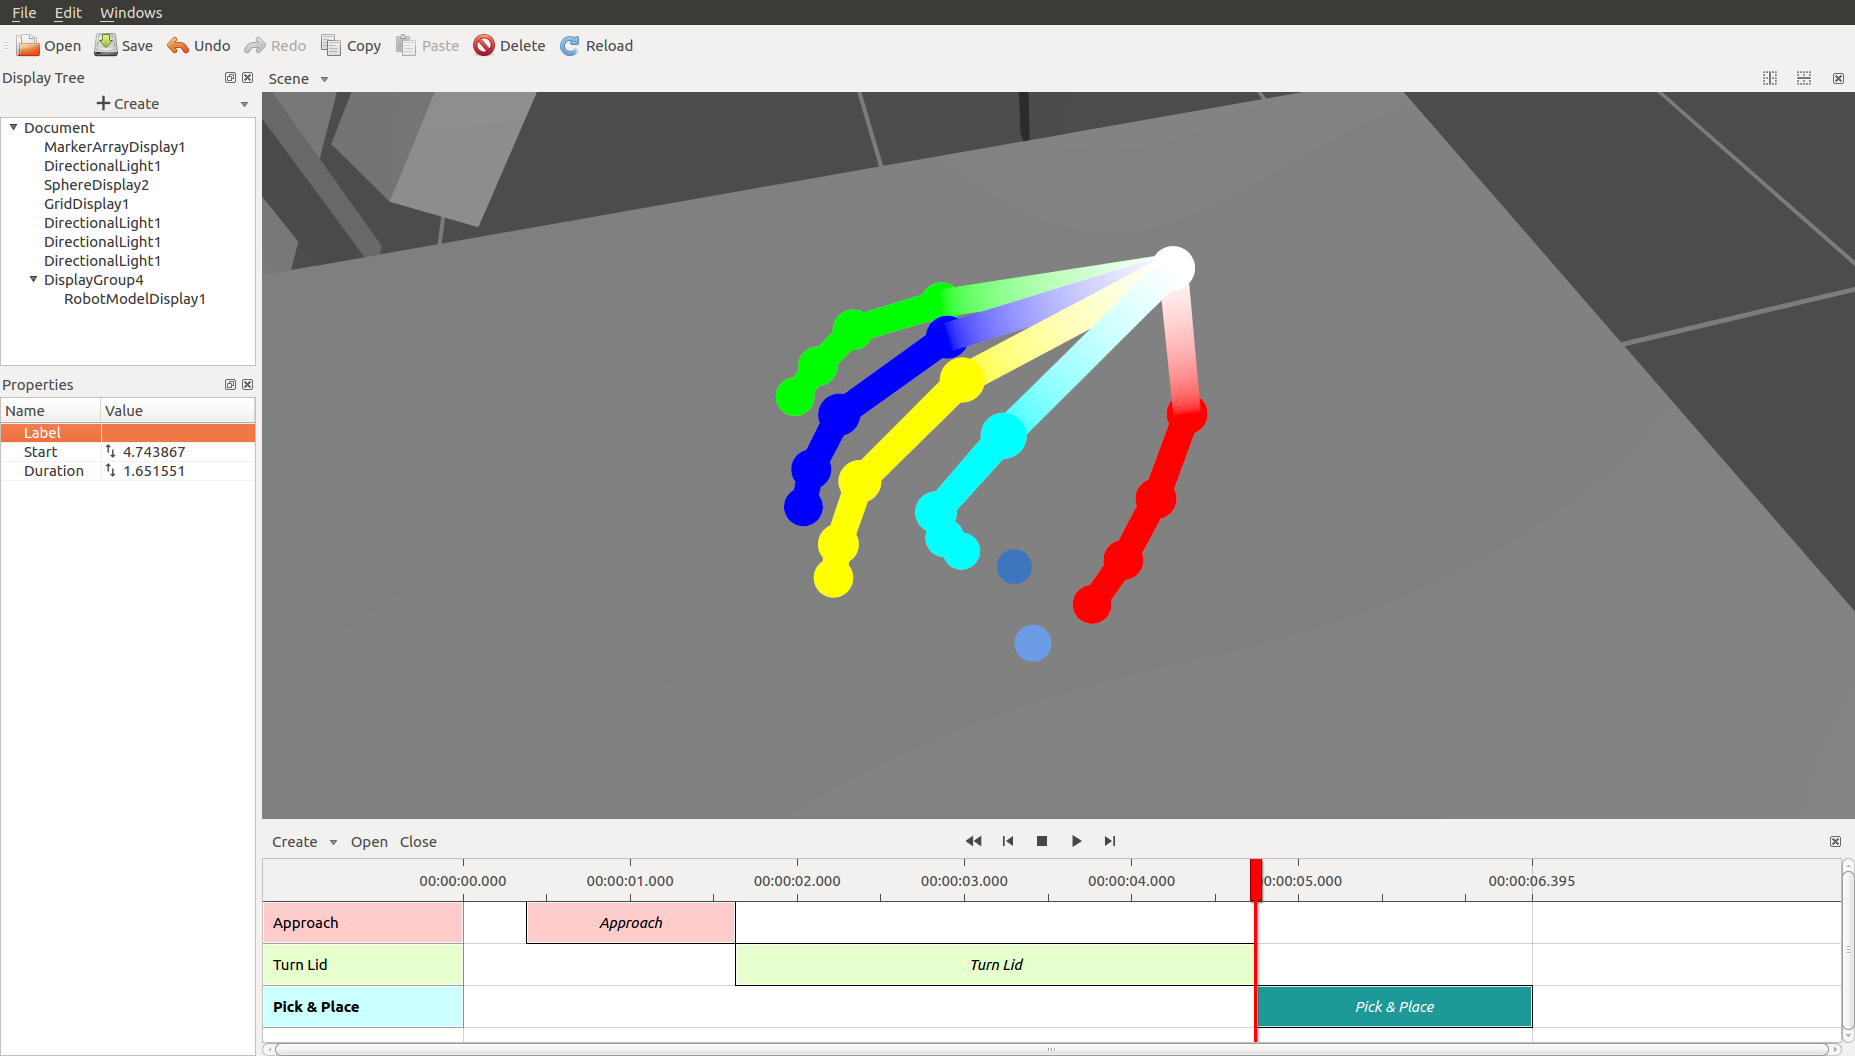 File Edit Windows
Open Save Undo Redo Copy Paste Delete Reload
Display Tree
Create
Document
MarkerArrayDisplay1
DirectionalLight1
SphereDisplay2
GridDisplay1
DirectionalLight1
DirectionalLight1
DirectionalLight1
DisplayGroup4
RobotModelDisplay1
Properties
Name Value
Label
Start 4.743867
Duration 1.651551
Scene
Create Open Close
00:00:00.000 00:00:01.000 00:00:02.000 00:00:03.000 00:00:04.000 00:00:05.000 00:00:06.395
Approach Approach
Turn Lid Turn Lid
Pick & Place Pick & Place